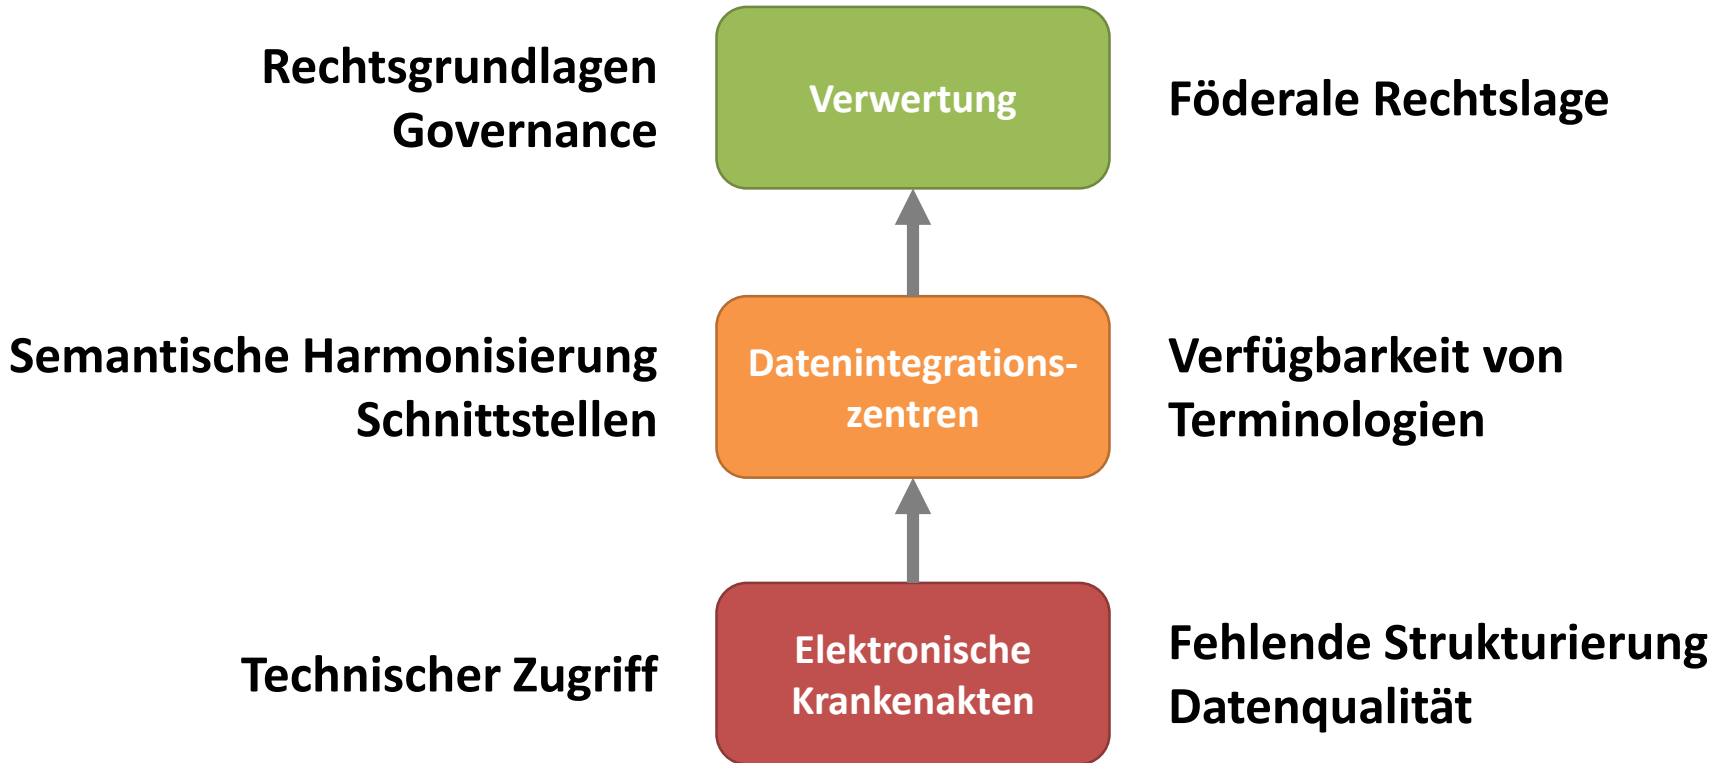 Rechtsgrundlagen
Governance
Verwertung
Föderale Rechtslage
Semantische Harmonisierung
Schnittstellen
Datenintegrations-
zentren
Verfügbarkeit von
Terminologien
Technischer Zugriff
Elektronische
Krankenakten
Fehlende Strukturierung
Datenqualität